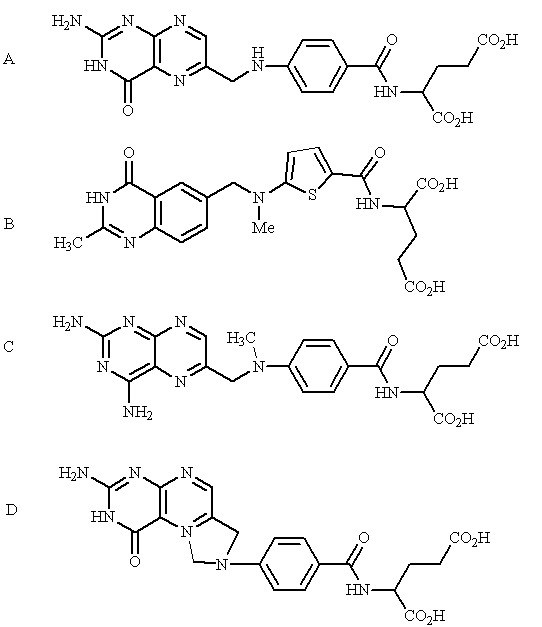 H₂N N N
O CO₂H
A HN H N
N
HN
O CO₂H
O O
HN N S CO₂H
HN
B Me
H₃C N
CO₂H
H₂N N N
H₃C O CO₂H
C N N
N
HN
NH₂ CO₂H
H₂N N N
D HN
N O CO₂H
O N
HN
CO₂H